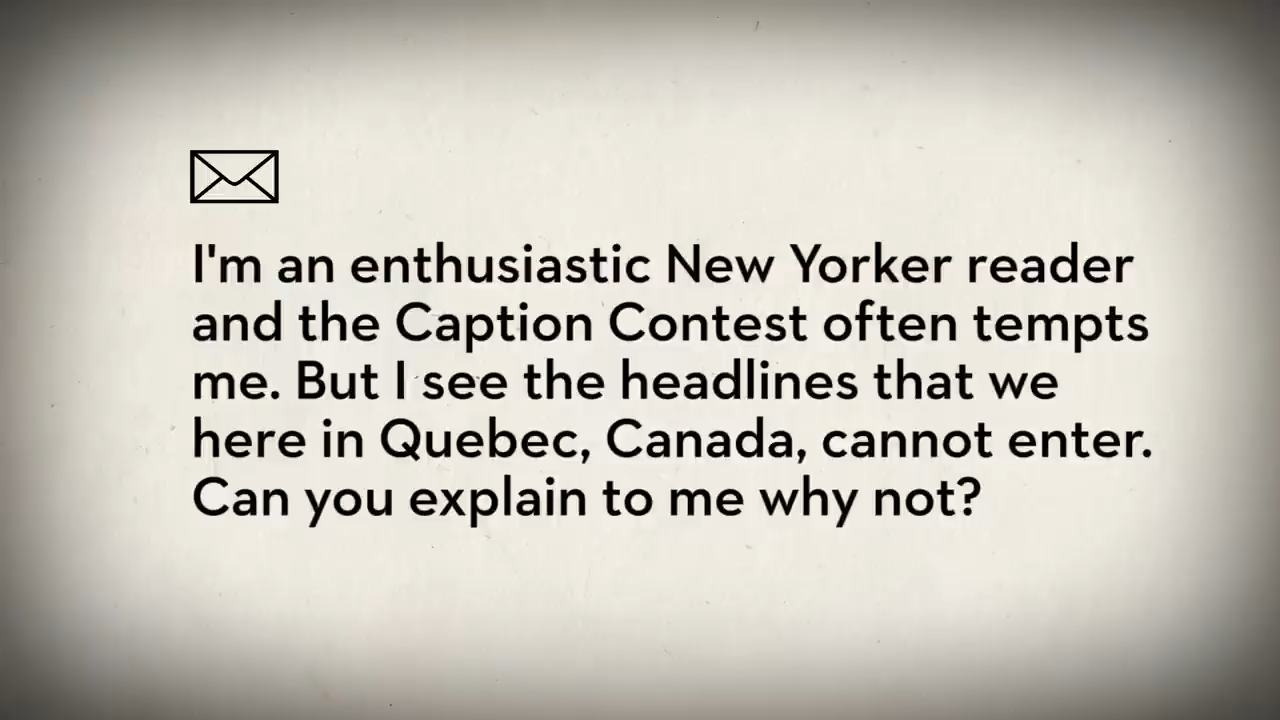 I'm an enthusiastic New Yorker reader
and the Caption Contest often tempts
me. But I see the headlines that we
here in Quebec, Canada, cannot enter.
Can you explain to me why not?